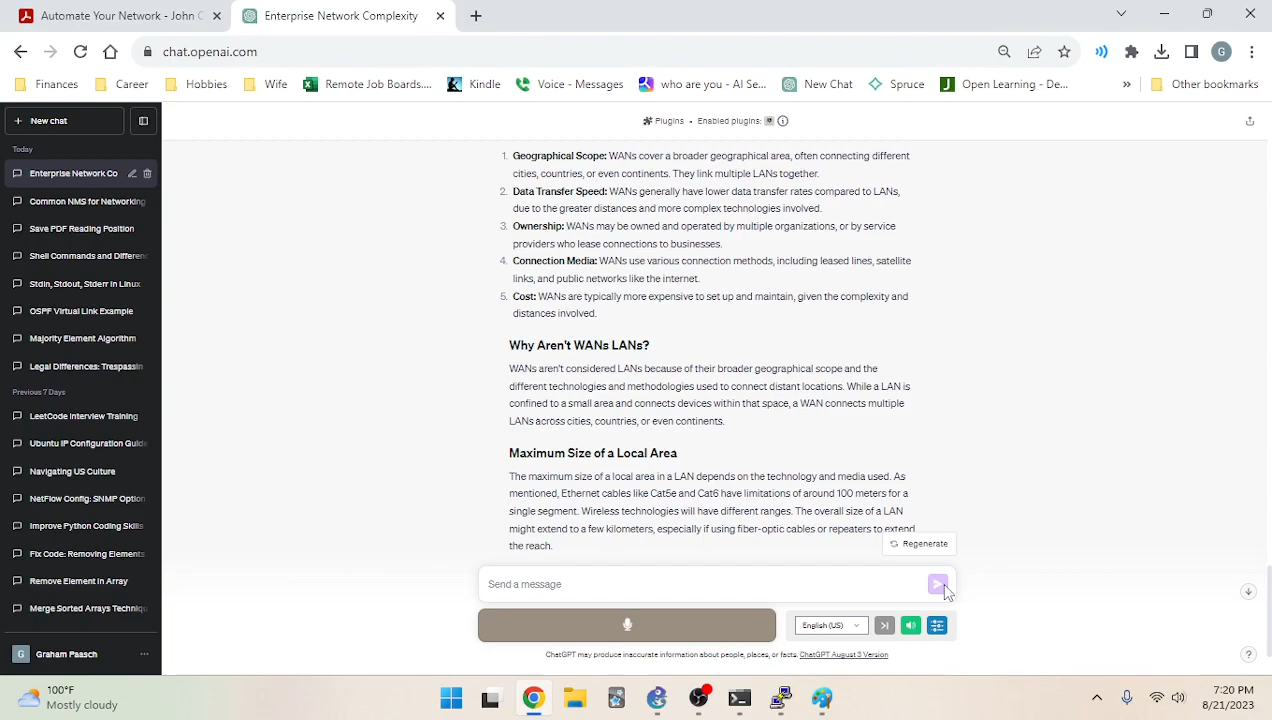 Automate Your Network - John C
Enterprise Network Complexity
chat.openai.com
G
Finances
Career
Hobbies
Wife
Remote Job Boards....
Kindle
Voice - Messages
who are you - AI Se...
New Chat
Spruce
Open Learning - De...
»
Other bookmarks
New chat
Plugins
Enabled plugins:
Today
Enterprise Network Co
Common NMS for Networking
Save PDF Reading Position
Shell Commands and Differenc
Stdin, Stdout, Stderr in Linux
OSPF Virtual Link Example
Majority Element Algorithm
Legal Differences: Trespassin
Previous 7 Days
LeetCode Interview Training
Ubuntu IP Configuration Guide
Navigating US Culture
NetFlow Config: SNMP Option
Improve Python Coding Skills
Fix Code: Removing Elements
Remove Element in Array
Merge Sorted Arrays Techniqu
G
Graham Paasch
...
1. Geographical Scope: WANs cover a broader geographical area, often connecting different
cities, countries, or even continents. They link multiple LANs together.
2. Data Transfer Speed: WANs generally have lower data transfer rates compared to LANs,
due to the greater distances and more complex technologies involved.
3. Ownership: WANs may be owned and operated by multiple organizations, or by service
providers who lease connections to businesses.
4. Connection Media: WANs use various connection methods, including leased lines, satellite
links, and public networks like the internet.
5. Cost: WANs are typically more expensive to set up and maintain, given the complexity and
distances involved.
Why Aren't WANs LANs?
WANs aren't considered LANs because of their broader geographical scope and the
different technologies and methodologies used to connect distant locations. While a LAN is
confined to a small area and connects devices within that space, a WAN connects multiple
LANs across cities, countries, or even continents.
Maximum Size of a Local Area
The maximum size of a local area in a LAN depends on the technology and media used. As
mentioned, Ethernet cables like Cat5e and Cat6 have limitations of around 100 meters for a
single segment. Wireless technologies will have different ranges. The overall size of a LAN
might extend to a few kilometers, especially if using fiber-optic cables or repeaters to extend
the reach.
Regenerate
Send a message
English (US)
ChatGPT may produce inaccurate information about people, places, or facts. ChatGPT August 3 Version
?
100°F
Mostly cloudy
7:20 PM
8/21/2023